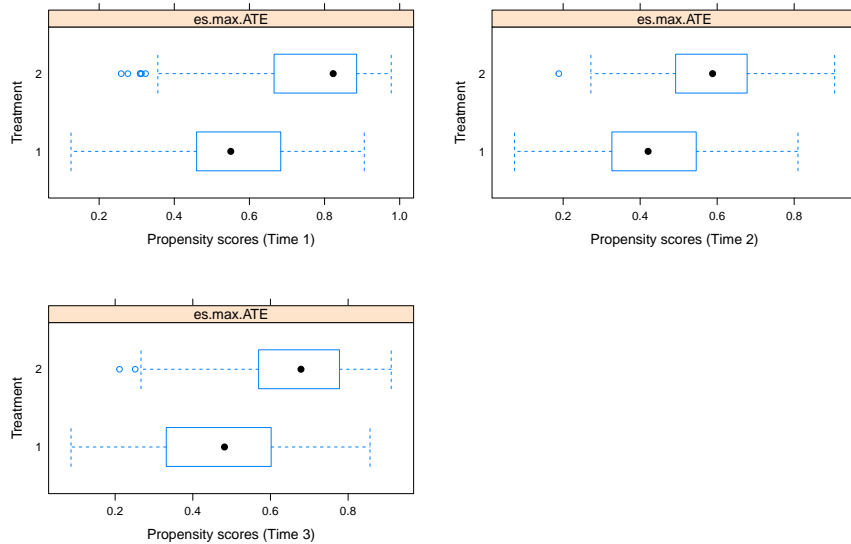 es.max.ATE
Treatment
2
1
0.2 0.4 0.6 0.8 1.0
Propensity scores (Time 1)
es.max.ATE
Treatment
2
1
0.2 0.4 0.6 0.8
Propensity scores (Time 2)
es.max.ATE
Treatment
2
1
0.2 0.4 0.6 0.8
Propensity scores (Time 3)